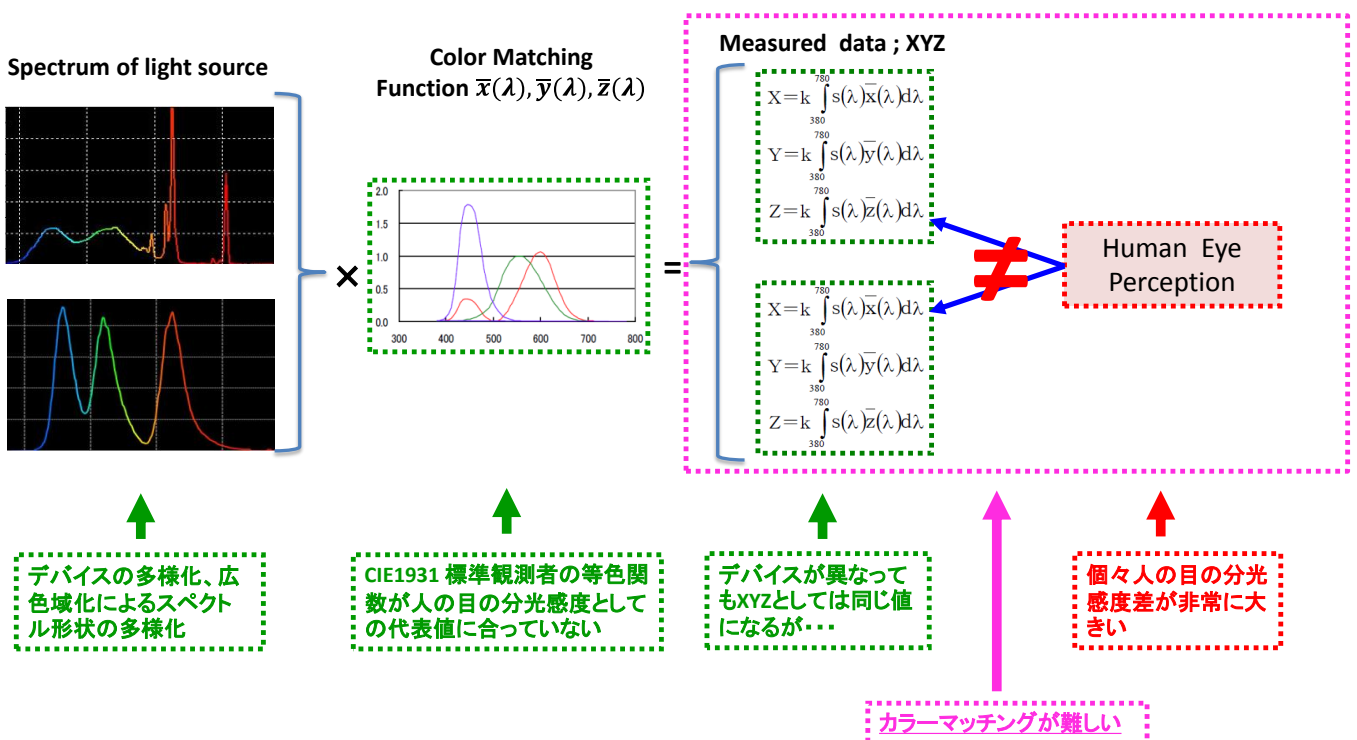 Spectrum of light source
Color Matching
Function x̅(λ), y̅(λ), z̅(λ)
Measured data ; XYZ
X=k ∫₃₈₀⁷⁸⁰ s(λ)x̅(λ)dλ
Y=k ∫₃₈₀⁷⁸⁰ s(λ)y̅(λ)dλ
Z=k ∫₃₈₀⁷⁸⁰ s(λ)z̅(λ)dλ
×
2.0
1.5
1.0
0.5
0.0
300 400 500 600 700 800
=
≠
Human Eye
Perception
X=k ∫₃₈₀⁷⁸⁰ s(λ)x̅(λ)dλ
Y=k ∫₃₈₀⁷⁸⁰ s(λ)y̅(λ)dλ
Z=k ∫₃₈₀⁷⁸⁰ s(λ)z̅(λ)dλ
デバイスの多様化、広
色域化によるスペクト
ル形状の多様化
CIE1931 標準観測者の等色関
数が人の目の分光感度として
の代表値に合っていない
デバイスが異なって
もXYZとしては同じ値
になるが・・・
個々人の目の分光
感度差が非常に大
きい
カラーマッチングが難しい